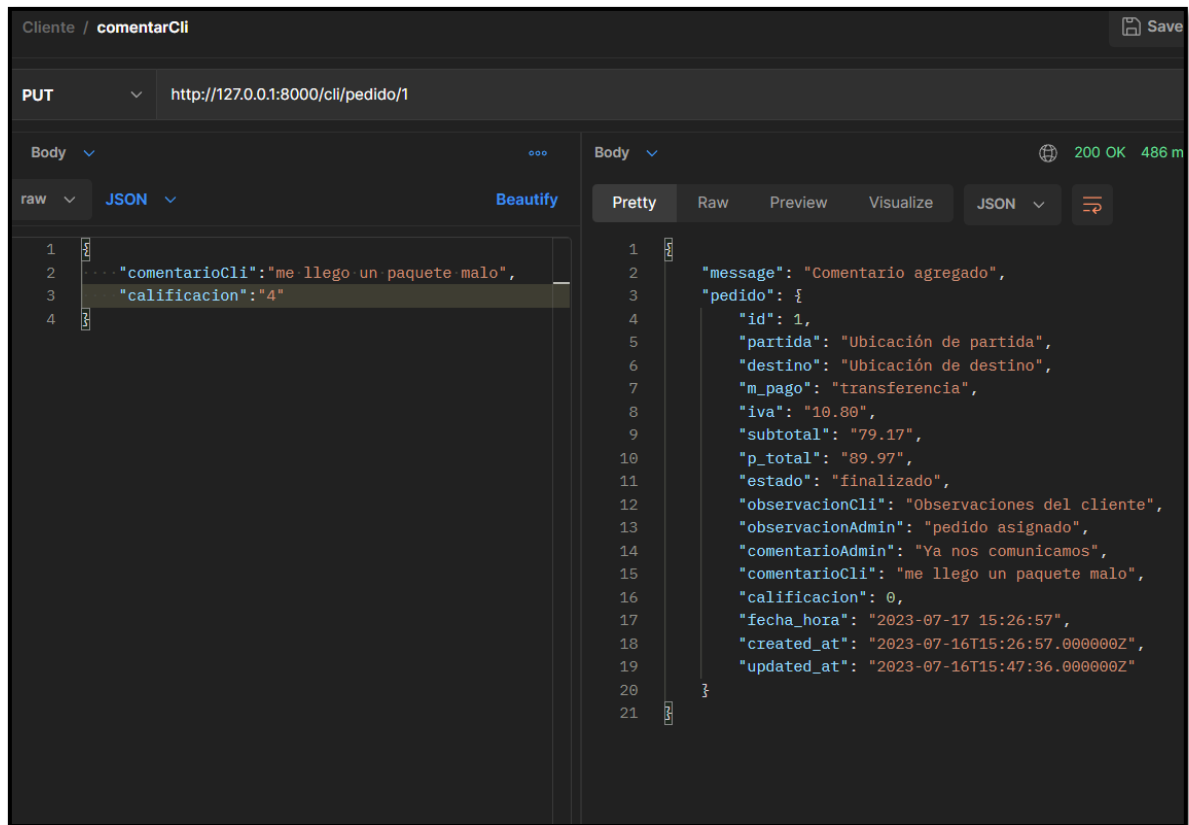 Cliente / comentarCli
Save
PUT
http://127.0.0.1:8000/cli/pedido/1
Body
raw JSON Beautify
1 {
2 "comentarioCli":"me llego un paquete malo",
3 "calificacion":"4"
4 }
Body 200 OK 486 m
Pretty Raw Preview Visualize JSON
1 {
2 "message": "Comentario agregado",
3 "pedido": {
4 "id": 1,
5 "partida": "Ubicación de partida",
6 "destino": "Ubicación de destino",
7 "m_pago": "transferencia",
8 "iva": "10.80",
9 "subtotal": "79.17",
10 "p_total": "89.97",
11 "estado": "finalizado",
12 "observacionCli": "Observaciones del cliente",
13 "observacionAdmin": "pedido asignado",
14 "comentarioAdmin": "Ya nos comunicamos",
15 "comentarioCli": "me llego un paquete malo",
16 "calificacion": 0,
17 "fecha_hora": "2023-07-17 15:26:57",
18 "created_at": "2023-07-16T15:26:57.000000Z",
19 "updated_at": "2023-07-16T15:47:36.000000Z"
20 }
21 }